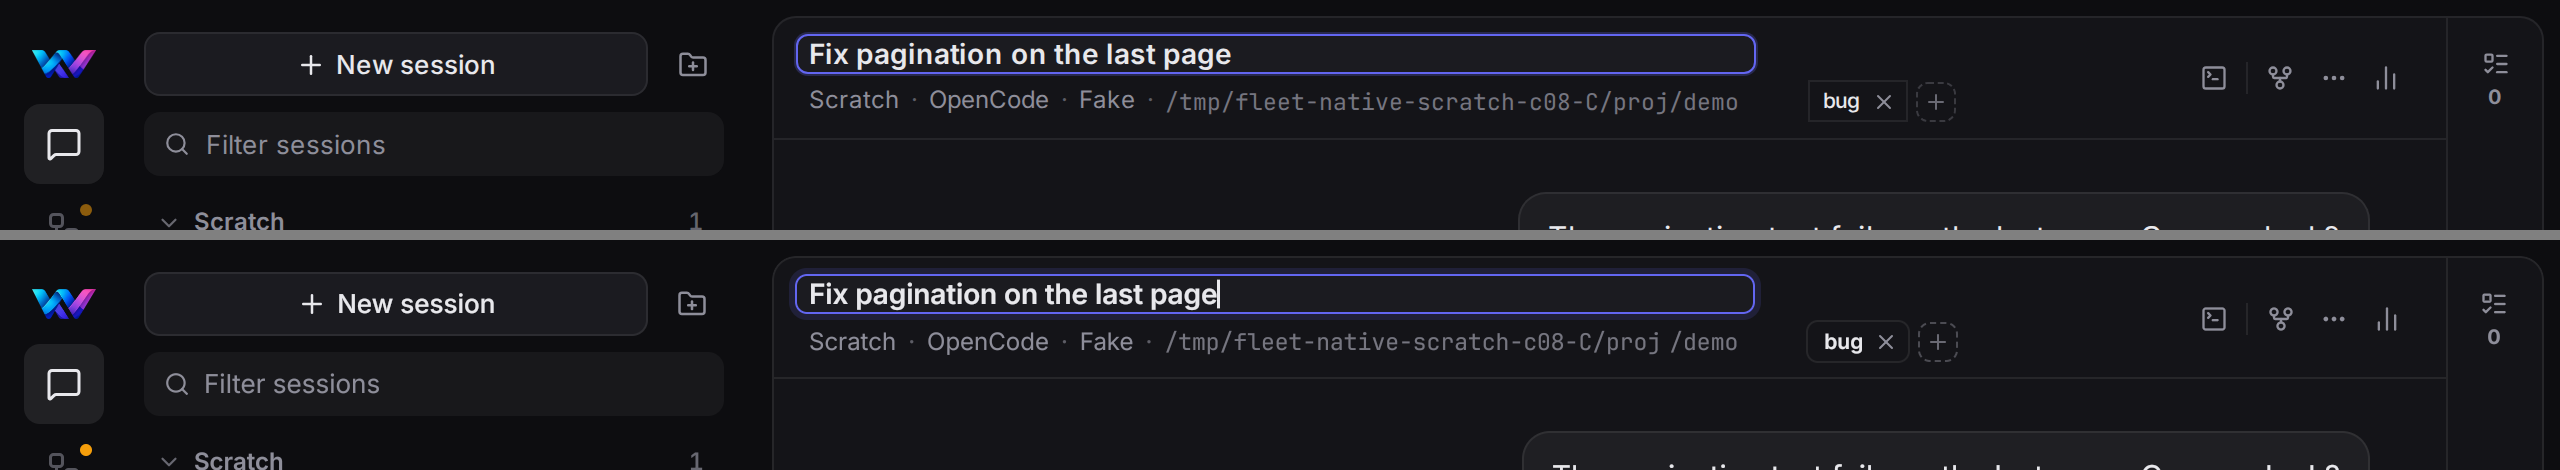 New session
Filter sessions
Scratch 1
Fix pagination on the last page
Scratch · OpenCode · Fake · /tmp/fleet-native-scratch-c08-C/proj/demo
bug
0
New session
Filter sessions
Scratch 1
Fix pagination on the last page
Scratch · OpenCode · Fake · /tmp/fleet-native-scratch-c08-C/proj /demo
bug
0